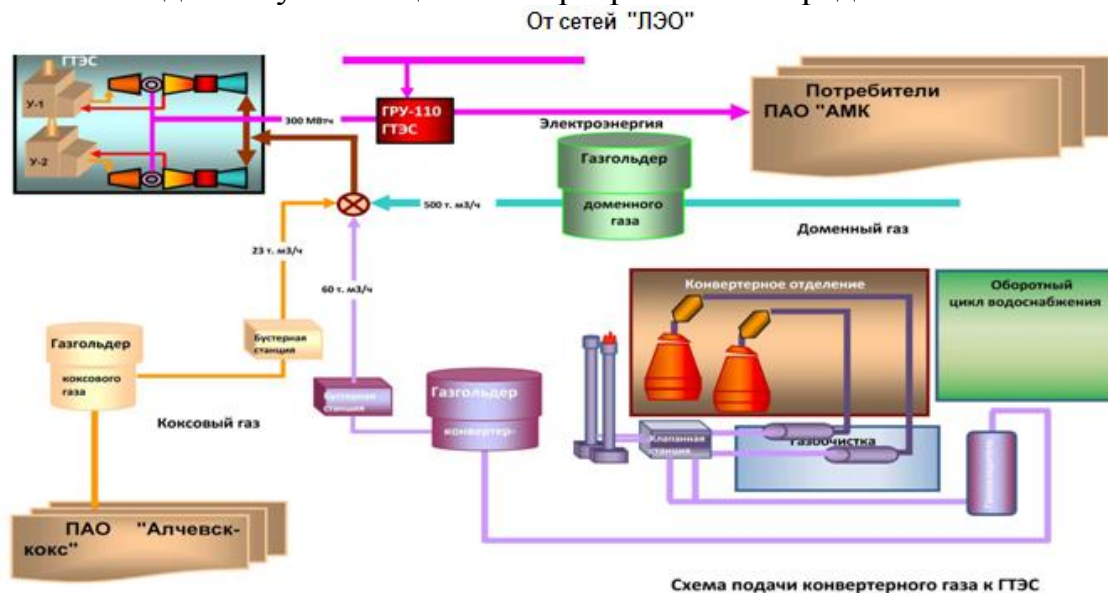 От сетей "ЛЭО"
ГТЭС
У-1
У-2
300 МВтч
ГРУ-110
ГТЭС
Электроэнергия
Потребители
ПАО "АМК
Газгольдер
доменного
газа
500 т. м3/ч
Доменный газ
23 т. м3/ч
60 т. м3/ч
Конвертерное отделение
Оборотный
цикл водоснабжения
Бустерная
станция
Газгольдер
коксового
газа
Коксовый газ
Бустерная
станция
Газгольдер
конвертер-
Клапанная
станция
Газоочистка
ПАО "Алчевск-
кокс"
Схема подачи конвертерного газа к ГТЭС